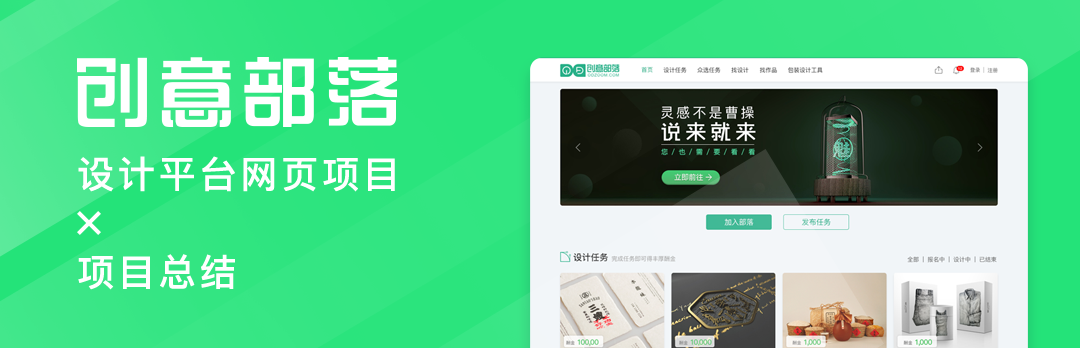 创意部落
设计平台网页项目
×
项目总结
创意部落
首页 设计任务 众选任务 找设计 找作品 包装设计工具
登录 | 注册
灵感不是曹操
说来就来
您/也/需/要/看/看
立即前往 →
加入部落 发布任务
设计任务 完成任务即可得丰厚酬金
全部 | 报名中 | 设计中 | 已结束
酬金 100,00 酬金 10,000 酬金 1,000 酬金 1,000